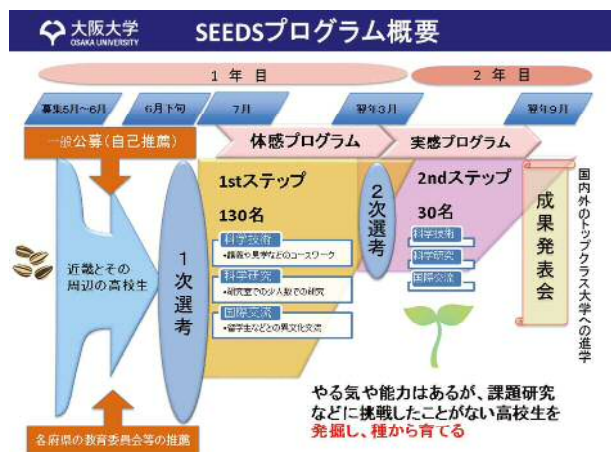 大阪大学
OSAKA UNIVERSITY
SEEDSプログラム概要
1年目
2年目
募集5月～6月
6月下旬
7月
翌年3月
翌年9月
一般公募(自己推薦)
体感プログラム
実感プログラム
近畿とその
周辺の高校生
1次選考
1stステップ
130名
科学技術
•講義や見学などのコースワーク
科学研究
•研究室での少人数での研究
国際交流
•留学生などとの異文化交流
2次選考
2ndステップ
30名
科学技術
科学研究
国際交流
成果発表会
国内外のトップクラス大学への進学
各府県の教育委員会等の推薦
やる気や能力はあるが、課題研究
などに挑戦したことがない高校生を
発掘し、種から育てる